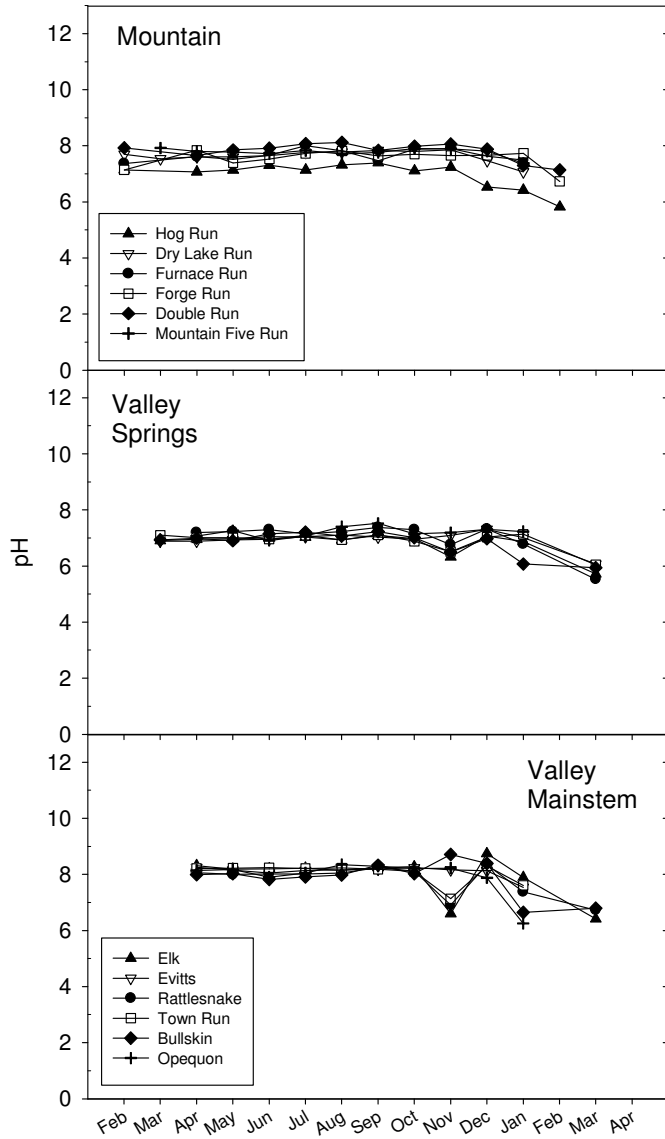 12
Mountain
10
8
6
Hog Run
Dry Lake Run
4
Furnace Run
Forge Run
Double Run
2
Mountain Five Run
0
12
Valley
Springs
10
8
pH
6
4
2
0
12
Valley
Mainstem
10
8
6
Elk
Evitts
4
Rattlesnake
Town Run
Bullskin
2
Opequon
0
Feb Mar Apr May Jun Jul Aug Sep Oct Nov Dec Jan Feb Mar Apr